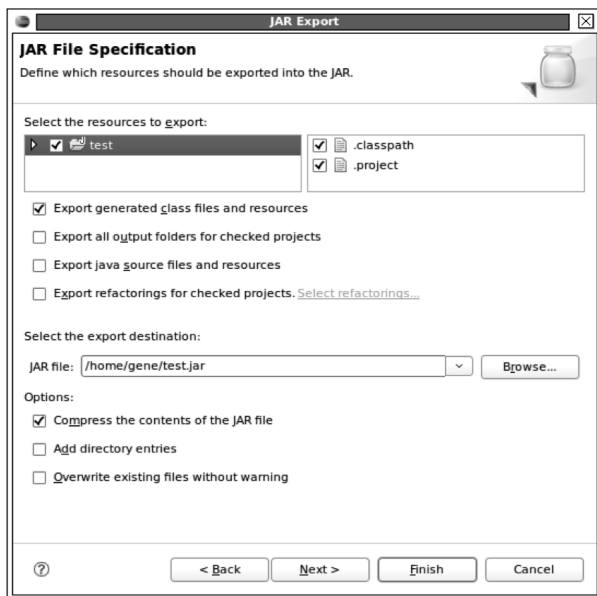 JAR Export
JAR File Specification
Define which resources should be exported into the JAR.
Select the resources to export:
test
.classpath
.project
Export generated class files and resources
Export all output folders for checked projects
Export java source files and resources
Export refactorings for checked projects. Select refactorings...
Select the export destination:
JAR file: /home/gene/test.jar Browse...
Options:
Compress the contents of the JAR file
Add directory entries
Overwrite existing files without warning
? < Back Next > Finish Cancel